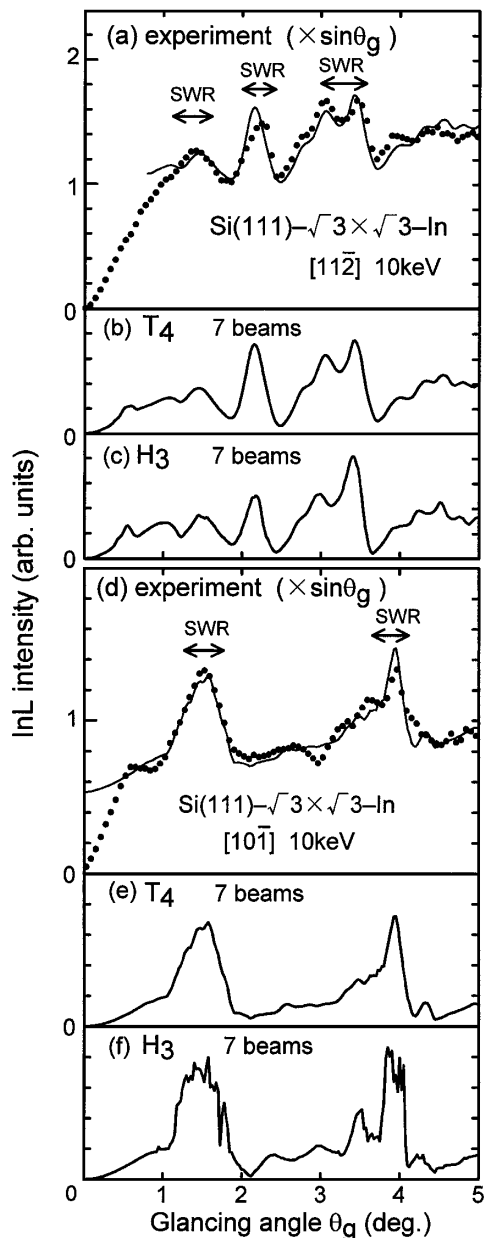 2
(a) experiment (×sinθg)
SWR SWR SWR
1
Si(111)–√3×√3–In
[112̅] 10keV
0
(b) T4 7 beams
0
(c) H3 7 beams
0
InL intensity (arb. units)
(d) experiment (×sinθg)
SWR SWR
1
Si(111)–√3×√3–In
[101̅] 10keV
0
(e) T4 7 beams
0
(f) H3 7 beams
0 1 2 3 4 5
Glancing angle θg (deg.)